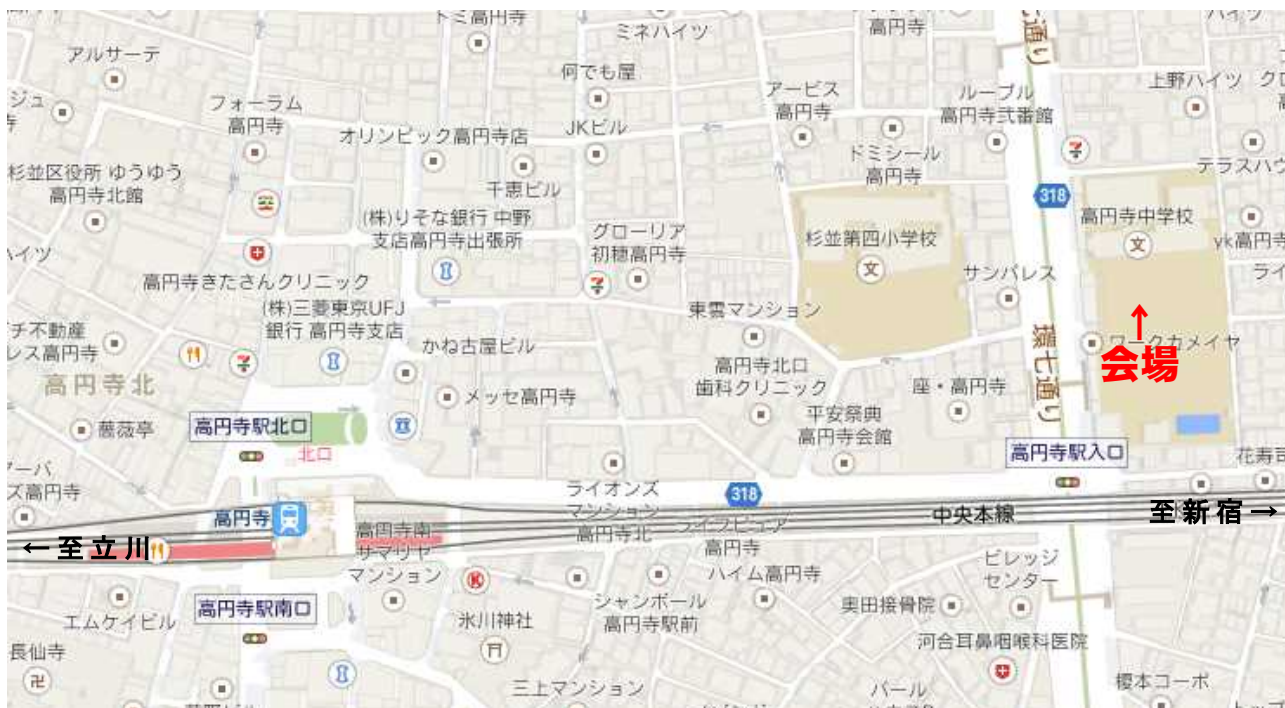 トミ高円寺
ミネハイツ
高円寺
ハイツ
アルサーテ
何でも屋
アービス
高円寺
ルーブル
高円寺弐番館
上野ハイツ
フォーラム
高円寺
オリンピック高円寺店
JKビル
ドミシール
高円寺
テラスハウ
杉並区役所 ゆうゆう
高円寺北館
千恵ビル
318
(株)りそな銀行 中野
支店高円寺出張所
グローリア
初穂高円寺
杉並第四小学校
文
高円寺中学校
文
yk高円寺
ハイツ
高円寺きたさんクリニック
サンパレス
ライ
(株)三菱東京UFJ
銀行 高円寺支店
東雲マンション
チ不動産
レス高円寺
かね古屋ビル
環七通り
ワークカメイヤ
↑
会場
高円寺北
メッセ高円寺
高円寺北口
歯科クリニック
座・高円寺
薔薇亭
高円寺駅北口
北口
平安祭典
高円寺会館
高円寺駅入口
花寿司
ズ高円寺
ライオンズ
マンション
高円寺北
318
高円寺
中央本線
至新宿→
←至立川
高円寺南
サマリヤ
マンション
ライフピュア
高円寺
ハイム高円寺
ビレッジ
センター
エムケイビル
高円寺駅南口
氷川神社
シャンボール
高円寺駅前
奥田接骨院
河合耳鼻咽喉科医院
長仙寺
三上マンション
パール
榎本コーポ